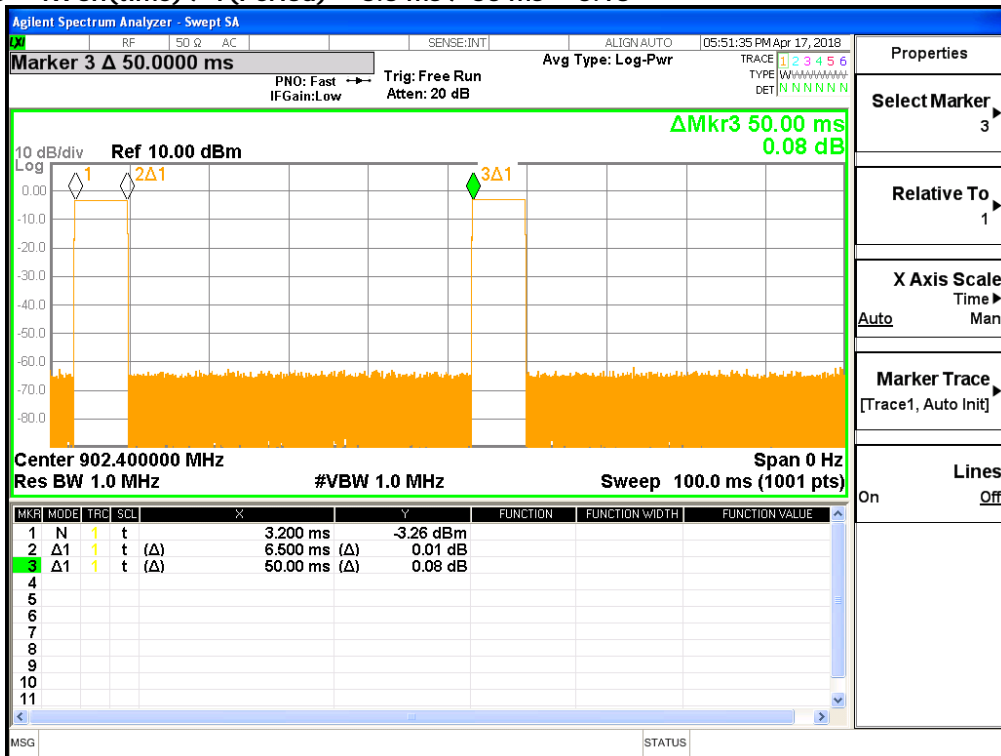 Agilent Spectrum Analyzer - Swept SA
LXI RF 50 Ω AC SENSE:INT ALIGN AUTO 05:51:35 PM Apr 17, 2018
Marker 3 Δ 50.0000 ms
PNO: Fast
IFGain:Low
Trig: Free Run
Atten: 20 dB
Avg Type: Log-Pwr
TRACE 1 2 3 4 5 6
TYPE WWWWWW
DET N N N N N N
ΔMkr3 50.00 ms
0.08 dB
10 dB/div Ref 10.00 dBm
Log
1 2Δ1 3Δ1
0.00
-10.0
-20.0
-30.0
-40.0
-50.0
-60.0
-70.0
-80.0
Center 902.400000 MHz Span 0 Hz
Res BW 1.0 MHz #VBW 1.0 MHz Sweep 100.0 ms (1001 pts)
MKR MODE TRC SCL X Y FUNCTION FUNCTION WIDTH FUNCTION VALUE
1 N 1 t 3.200 ms -3.26 dBm
2 Δ1 1 t (Δ) 6.500 ms (Δ) 0.01 dB
3 Δ1 1 t (Δ) 50.00 ms (Δ) 0.08 dB
4
5
6
7
8
9
10
11
MSG STATUS
Properties
Select Marker
3
Relative To
1
X Axis Scale
Time
Auto Man
Marker Trace
[Trace1, Auto Init]
Lines
On Off